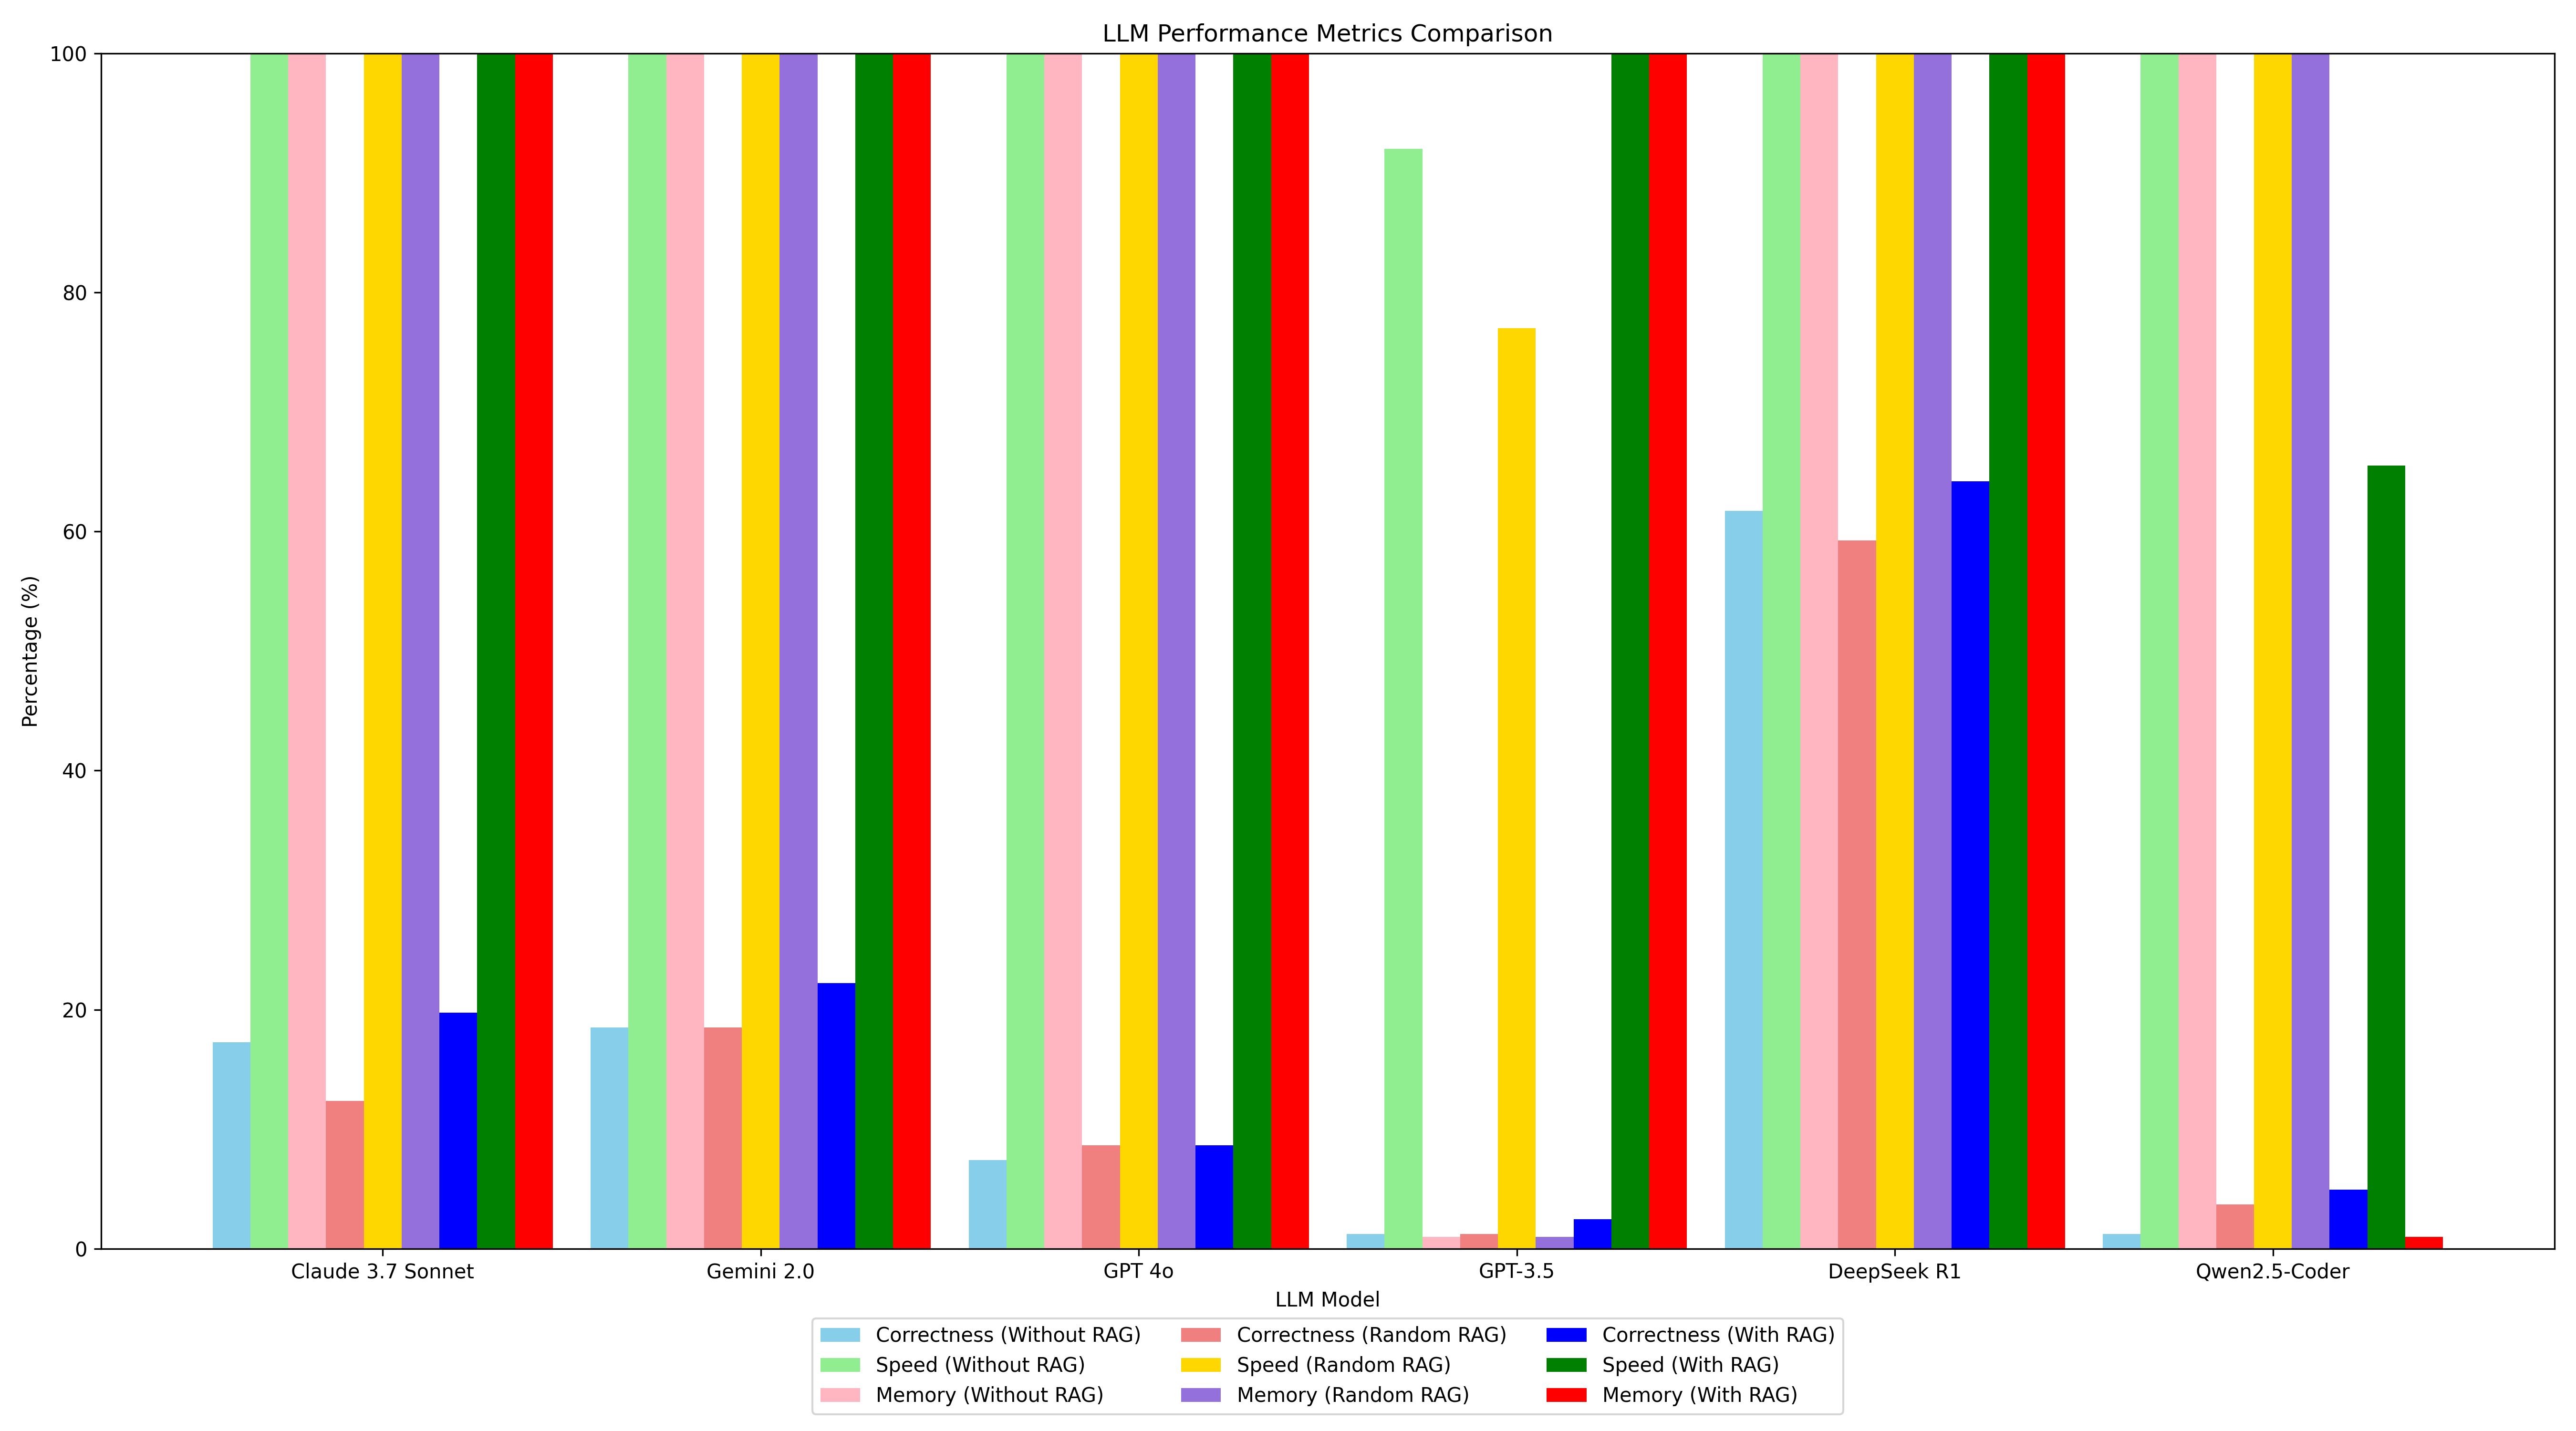 LLM Performance Metrics Comparison
100
80
60
40
20
0
Percentage (%)
Claude 3.7 Sonnet
Gemini 2.0
GPT 4o
GPT-3.5
DeepSeek R1
Qwen2.5-Coder
LLM Model
Correctness (Without RAG)
Speed (Without RAG)
Memory (Without RAG)
Correctness (Random RAG)
Speed (Random RAG)
Memory (Random RAG)
Correctness (With RAG)
Speed (With RAG)
Memory (With RAG)